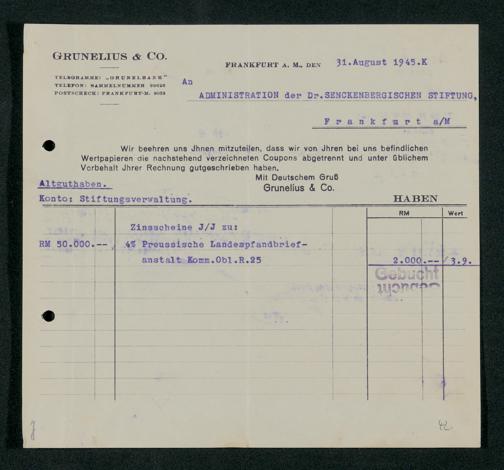 GRUNELIUS & CO.
TELEGRAMME: „GRUNELBANK"
TELEFON: SAMMELNUMMER 20026
POSTSCHECK: FRANKFURT-M.
FRANKFURT A. M., DEN 31.August 1945.K
An
ADMINISTRATION der Dr.SENCKENBERGISCHEN STIFTUNG,
Frankfurt a/M
Wir beehren uns Jhnen mitzuteilen, dass wir von Jhren bei uns befindlichen
Wertpapieren die nachstehend verzeichneten Coupons abgetrennt und unter üblichem
Vorbehalt Jhrer Rechnung gutgeschrieben haben.
Mit Deutschem Gruß
Grunelius & Co.
Altguthaben.
Konto: Stiftungsverwaltung.
HABEN
RM Wert
Zinsscheine J/J zu:
RM 50.000.-- 4% Preussische Landespfandbrief-
anstalt Komm.Obl.R.25 2.000.-- 3.9.
Gebucht
Gebucht